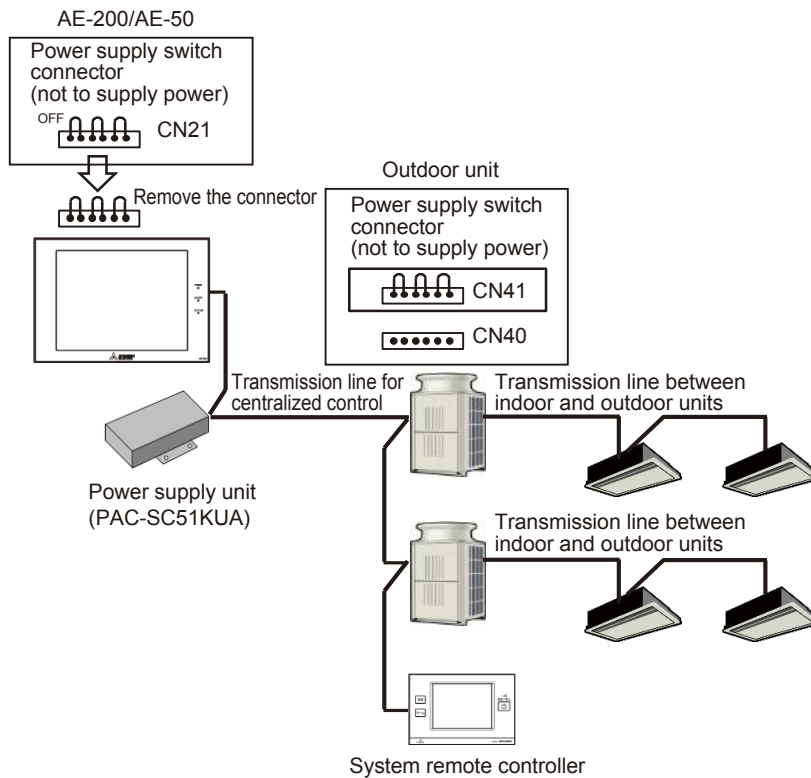 AE-200/AE-50
Power supply switch
connector
(not to supply power)
OFF
CN21
Remove the connector
Outdoor unit
Power supply switch
connector
(not to supply power)
CN41
CN40
Transmission line for
centralized control
Transmission line between
indoor and outdoor units
Power supply unit
(PAC-SC51KUA)
Transmission line between
indoor and outdoor units
System remote controller